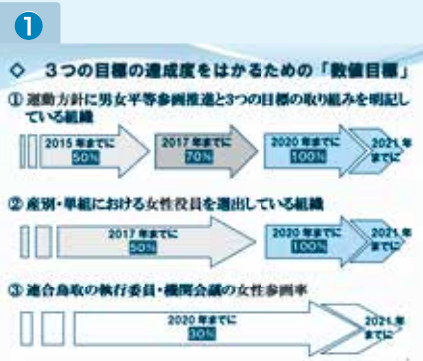 1
◇ 3つの目標の達成度をはかるための「数値目標」
① 運動方針に男女平等参画推進と3つの目標の取り組みを明記し
ている組織
2015年までに
50%
2017年までに
70%
2020年までに
100%
2021年
までに
② 産別・単組における女性役員を選出している組織
2017年までに
50%
2020年までに
100%
2021年
までに
③ 連合鳥取の執行委員・機関会議の女性参画率
2020年までに
30%
2021年
までに